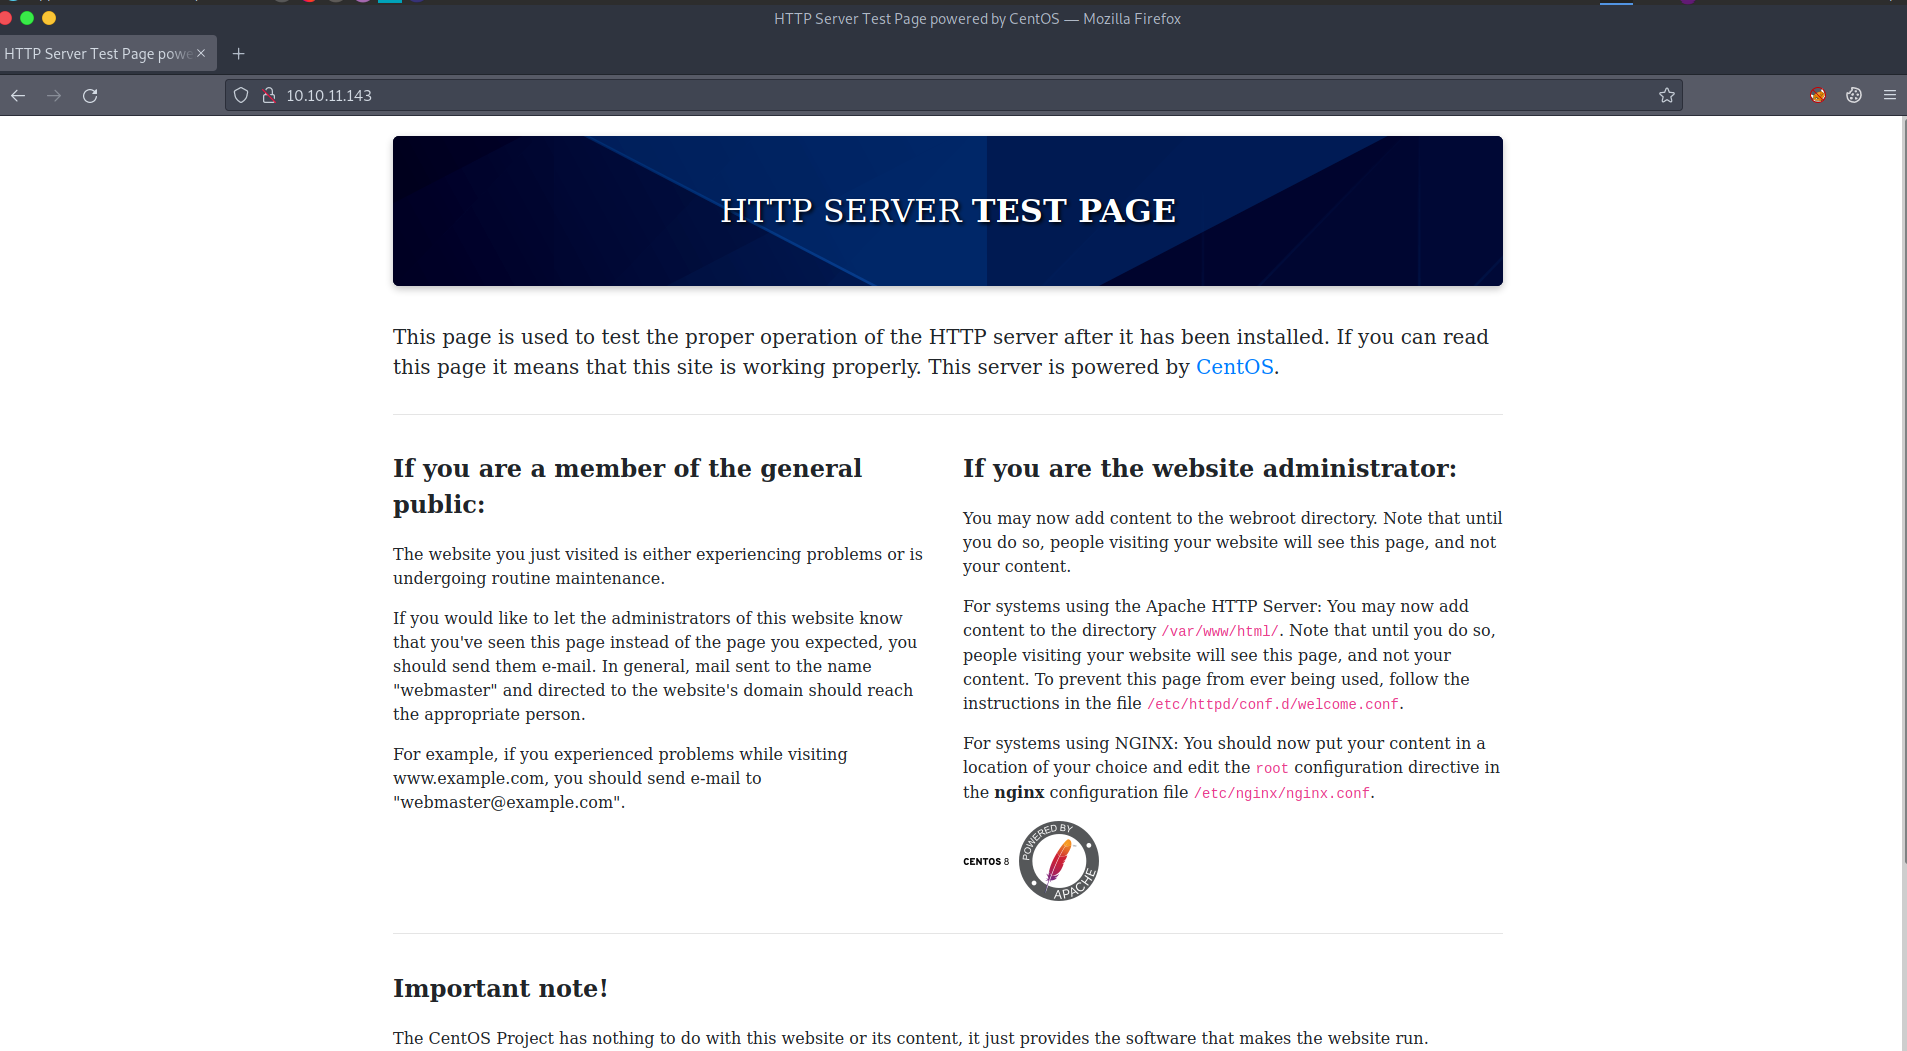 HTTP Server Test Page powered by CentOS — Mozilla Firefox
HTTP Server Test Page powe
10.10.11.143
HTTP SERVER TEST PAGE
This page is used to test the proper operation of the HTTP server after it has been installed. If you can read
this page it means that this site is working properly. This server is powered by CentOS.
If you are a member of the general
public:
The website you just visited is either experiencing problems or is
undergoing routine maintenance.
If you would like to let the administrators of this website know
that you've seen this page instead of the page you expected, you
should send them e-mail. In general, mail sent to the name
"webmaster" and directed to the website's domain should reach
the appropriate person.
For example, if you experienced problems while visiting
www.example.com, you should send e-mail to
"webmaster@example.com".
If you are the website administrator:
You may now add content to the webroot directory. Note that until
you do so, people visiting your website will see this page, and not
your content.
For systems using the Apache HTTP Server: You may now add
content to the directory /var/www/html/. Note that until you do so,
people visiting your website will see this page, and not your
content. To prevent this page from ever being used, follow the
instructions in the file /etc/httpd/conf.d/welcome.conf.
For systems using NGINX: You should now put your content in a
location of your choice and edit the root configuration directive in
the nginx configuration file /etc/nginx/nginx.conf.
CENTOS 8
POWERED BY
APACHE
Important note!
The CentOS Project has nothing to do with this website or its content, it just provides the software that makes the website run.